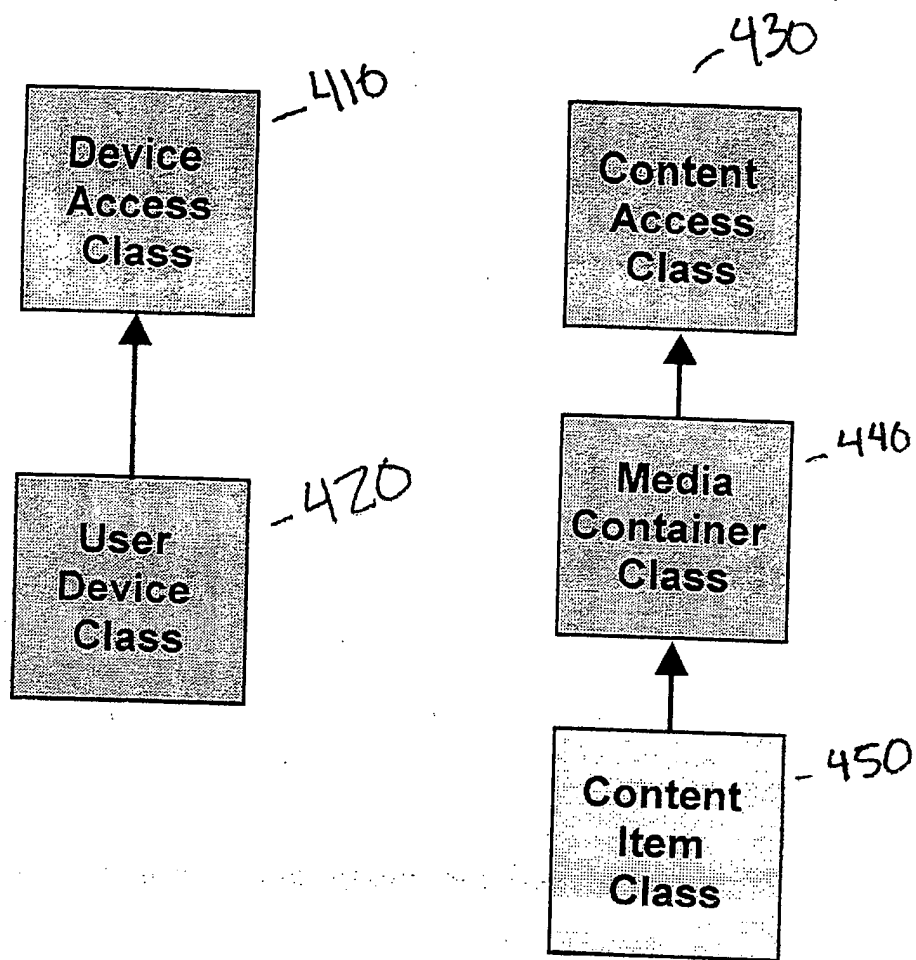 430
410
Device
Access
Class
Content
Access
Class
420
User
Device
Class
440
Media
Container
Class
450
Content
Item
Class